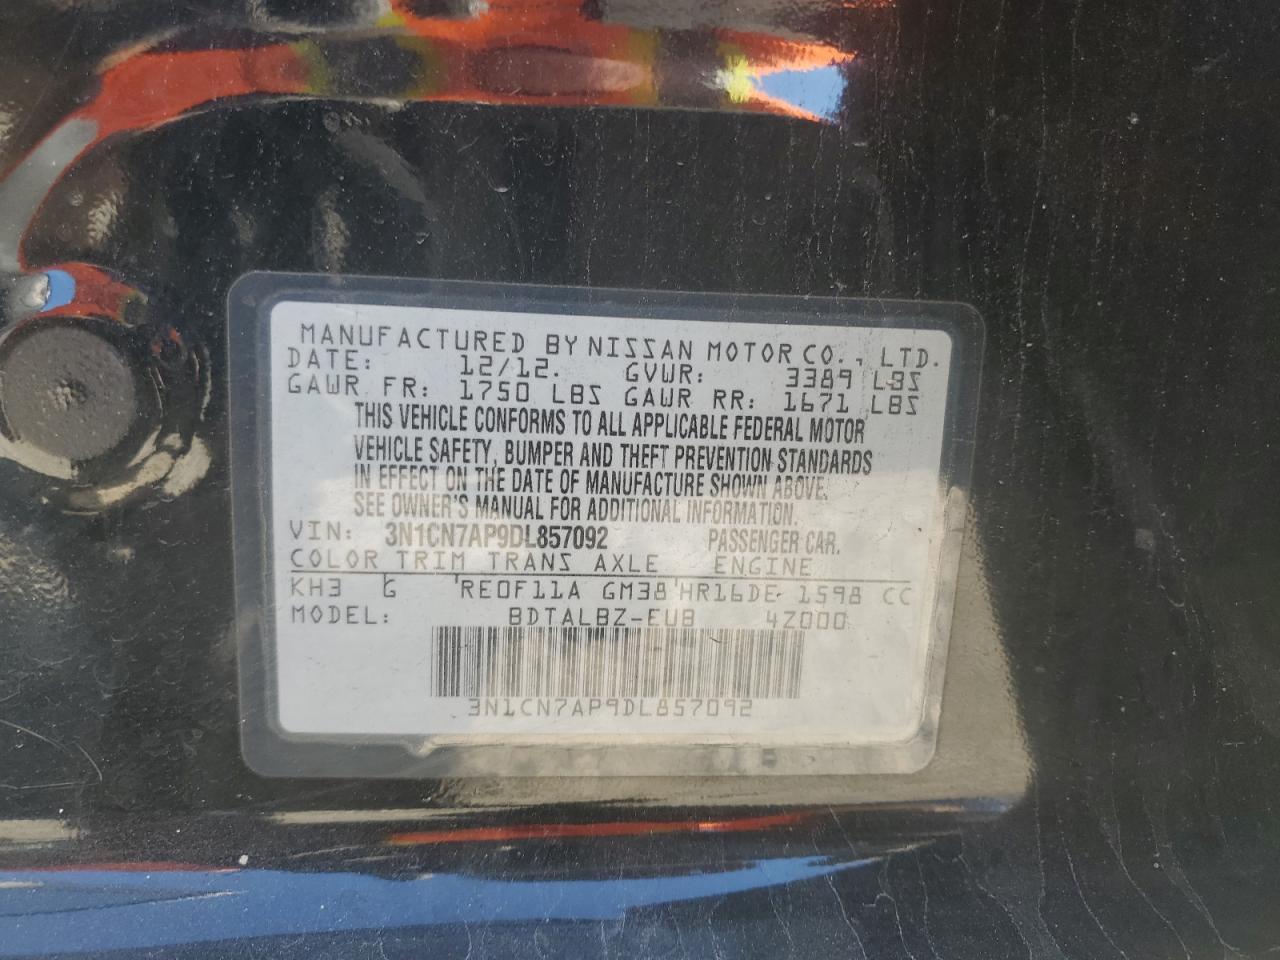 MANUFACTURED BY NISSAN MOTOR CO., LTD.
DATE: 12/12. GVWR: 3389 LBS
GAWR FR: 1750 LBS GAWR RR: 1671 LBS
THIS VEHICLE CONFORMS TO ALL APPLICABLE FEDERAL MOTOR
VEHICLE SAFETY, BUMPER AND THEFT PREVENTION STANDARDS
IN EFFECT ON THE DATE OF MANUFACTURE SHOWN ABOVE.
SEE OWNER'S MANUAL FOR ADDITIONAL INFORMATION.
VIN: 3N1CN7AP9DL857092 PASSENGER CAR.
COLOR TRIM TRANS AXLE ENGINE
KH3 G RE0F11A GM38 HR16DE 1598 CC
MODEL: BDTALBZ-EUB 4Z000
3N1CN7AP9DL857092